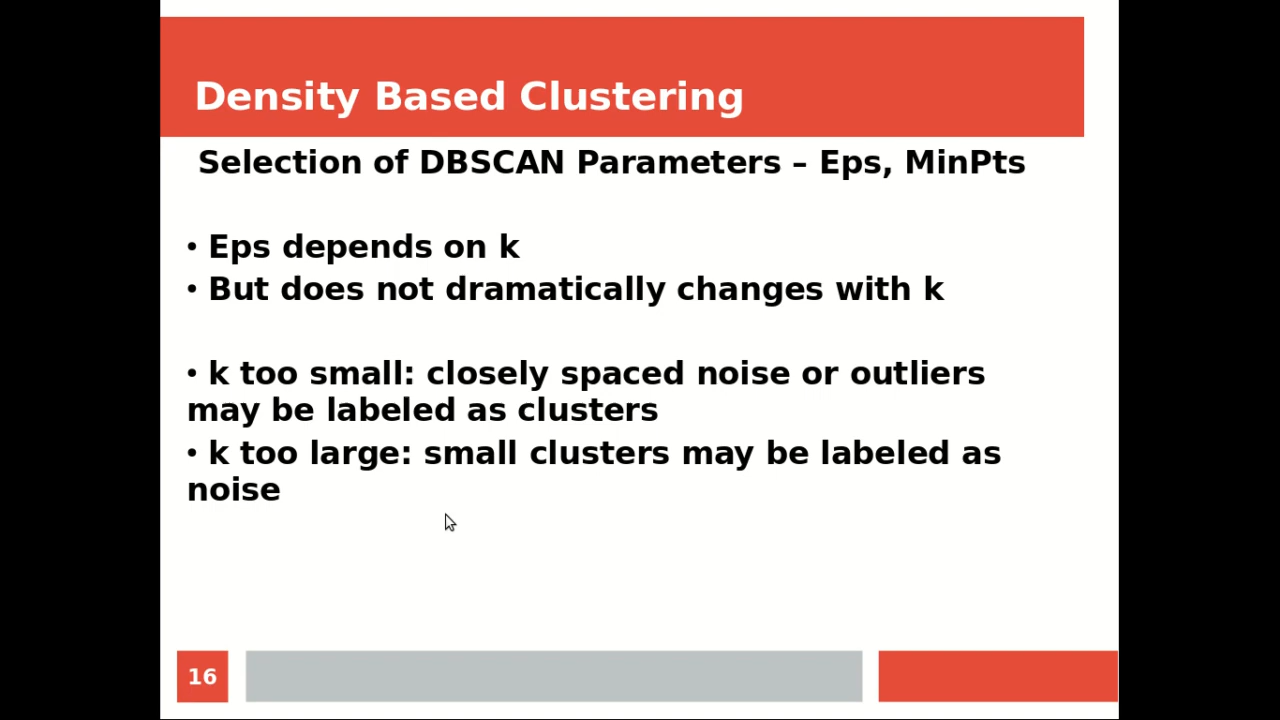 Density Based Clustering
Selection of DBSCAN Parameters – Eps, MinPts
• Eps depends on k
• But does not dramatically changes with k
• k too small: closely spaced noise or outliers
may be labeled as clusters
• k too large: small clusters may be labeled as
noise
16